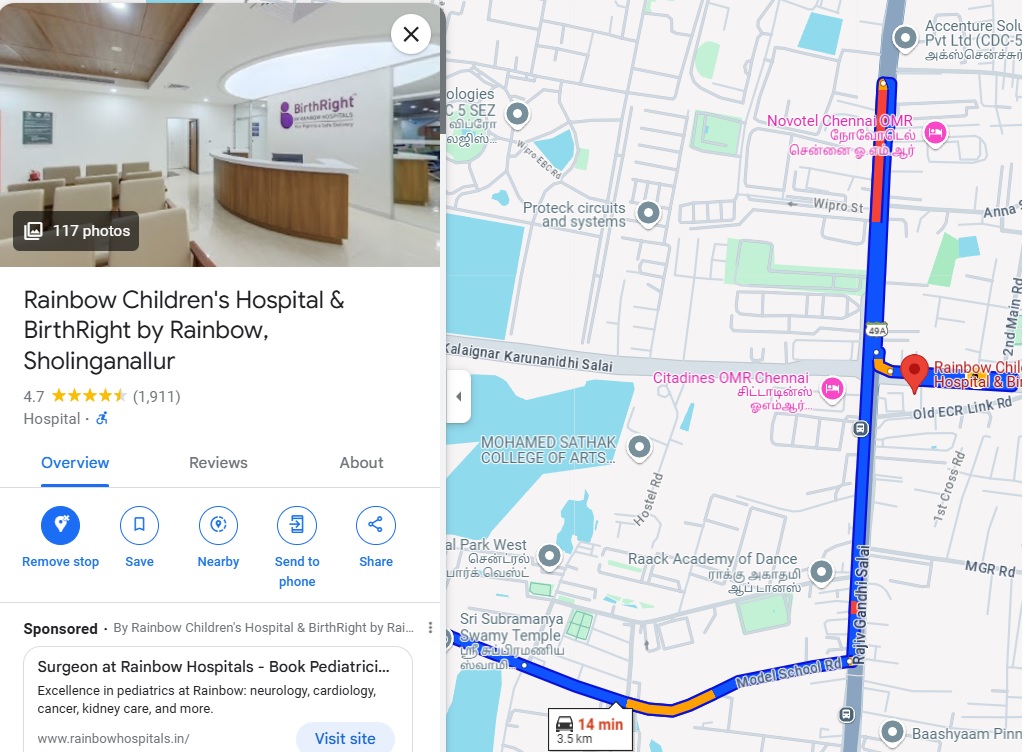 BirthRight
BY RAINBOW HOSPITALS
117 photos
Rainbow Children's Hospital &
BirthRight by Rainbow,
Sholinganallur
4.7 (1,911)
Hospital ·
Overview
Reviews
About
Remove stop
Save
Nearby
Send to
phone
Share
Sponsored · By Rainbow Children's Hospital & BirthRight by Rai...
Surgeon at Rainbow Hospitals - Book Pediatrici...
Excellence in pediatrics at Rainbow: neurology, cardiology,
cancer, kidney care, and more.
www.rainbowhospitals.in/
Visit site
Accenture Solu
Pvt Ltd (CDC-5
அக்சென்ச்சர்
ologies
C 5 SEZ
விப்ரோ
லஜிஸ்...
Wipro EBC Rd
Novotel Chennai OMR
நோவோடெல்
சென்னை ஓ.எம்.ஆர்
Proteck circuits
and systems
Wipro St
Anna S
2nd Main Rd
49A
Kalaignar Karunanidhi Salai
Citadines OMR Chennai
சிட்டாடின்ஸ்
ஓஎம்ஆர்...
Rainbow Chil
Hospital & Bi
Old ECR Link Rd
MOHAMED SATHAK
COLLEGE OF ARTS...
Hostel Rd
1st Cross Rd
al Park West
சென்ட்ரல்
பார்க் வெஸ்ட்
Raack Academy of Dance
ராக்கு அகாதமி
ஆப் டான்ஸ்
MGR Rd
Rajiv Gandhi Salai
Sri Subramanya
Swamy Temple
ஸ்ரீ சுப்பிரமணிய
ஸ்வாமி
Model School Rd
14 min
3.5 km
Baashyaam Pinn